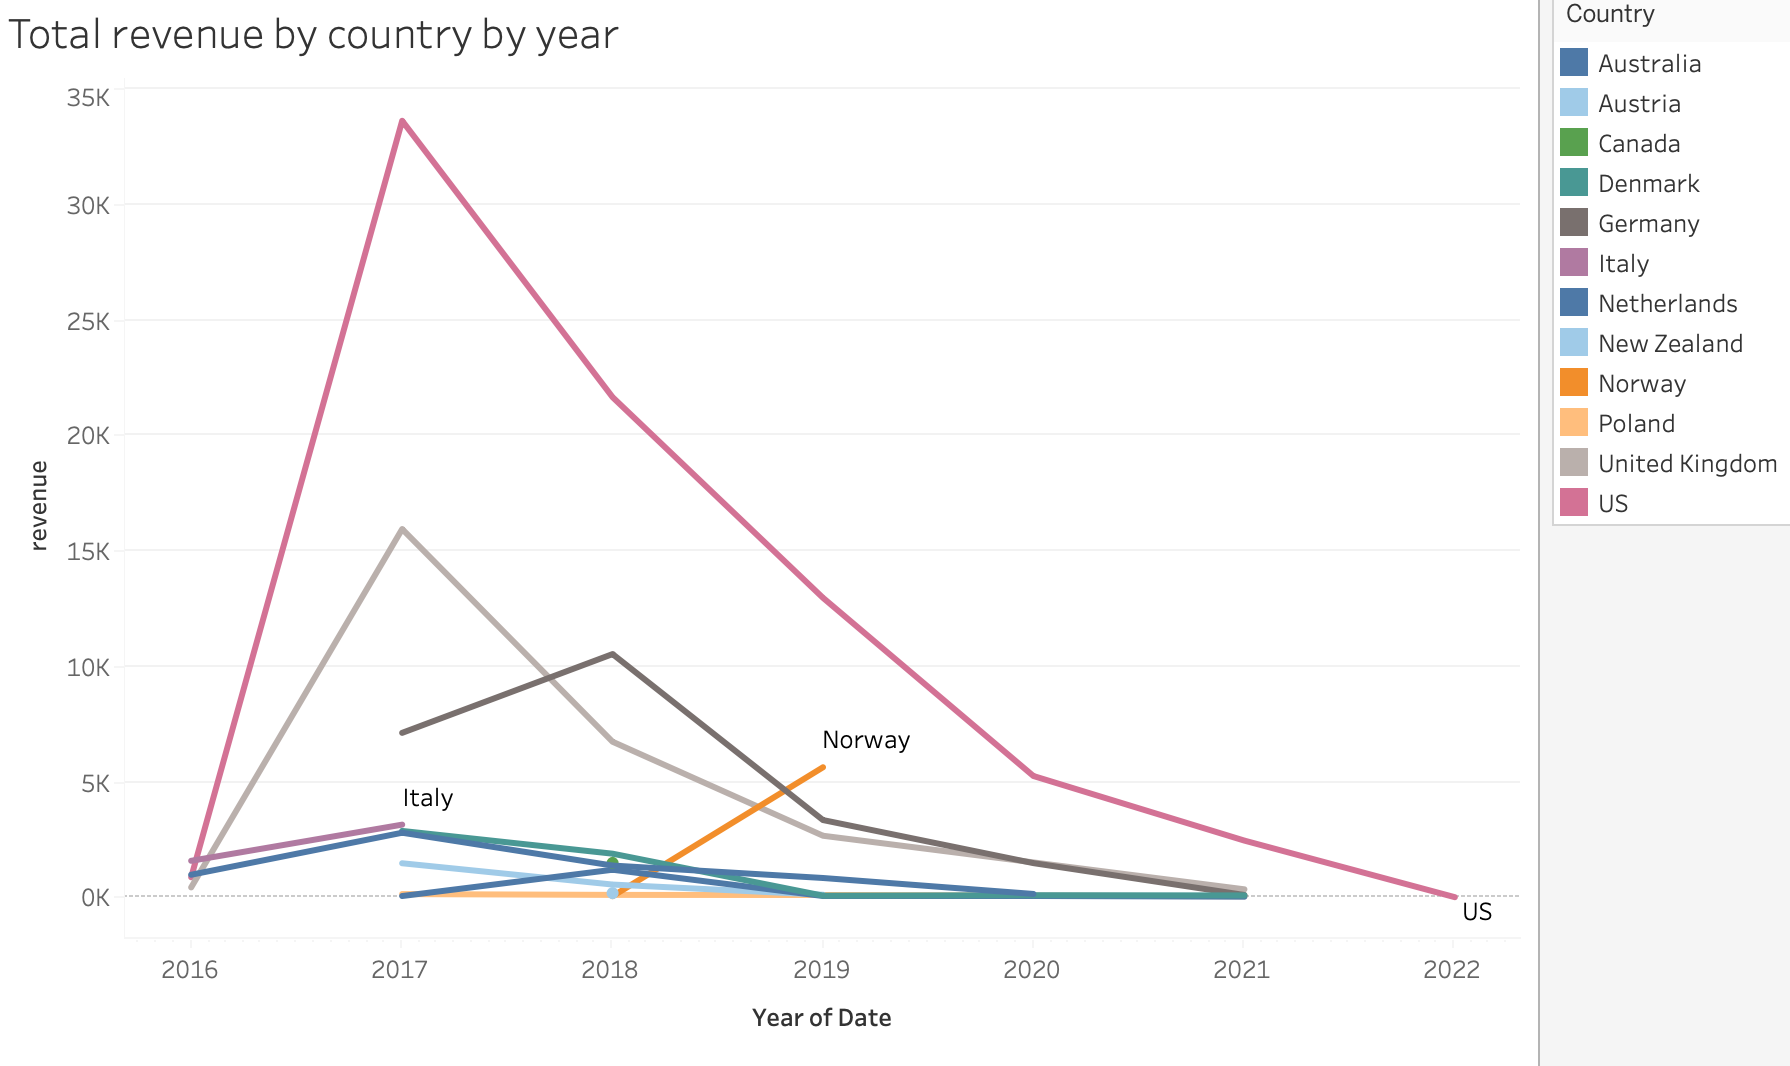 Total revenue by country by year
35K
30K
25K
20K
15K
10K
5K
0K
revenue
Norway
Italy
US
2016
2017
2018
2019
2020
2021
2022
Year of Date
Country
Australia
Austria
Canada
Denmark
Germany
Italy
Netherlands
New Zealand
Norway
Poland
United Kingdom
US